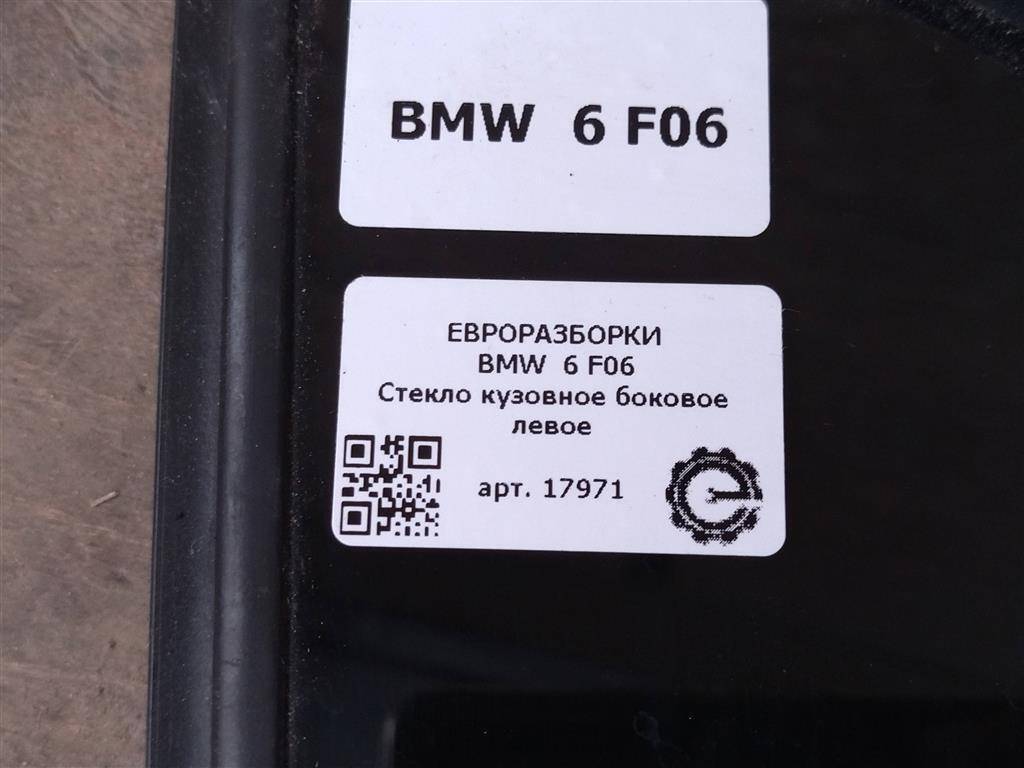 BMW 6 F06
ЕВРОРАЗБОРКИ
BMW 6 F06
Стекло кузовное боковое
левое
арт. 17971